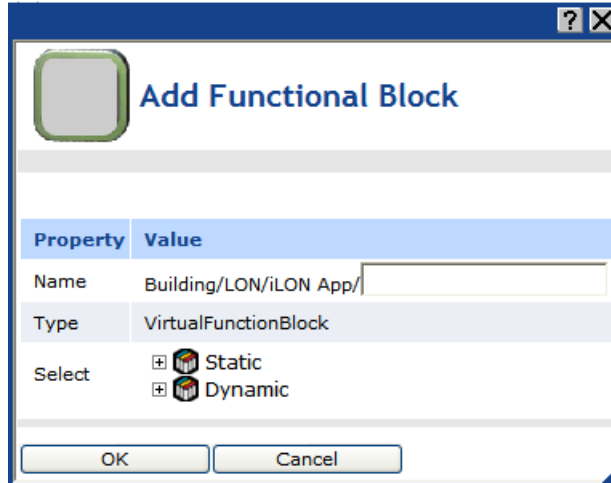 ?
Add Functional Block
Property Value
Name Building/LON/iLON App/
Type VirtualFunctionBlock
Select
Static
Dynamic
OK Cancel